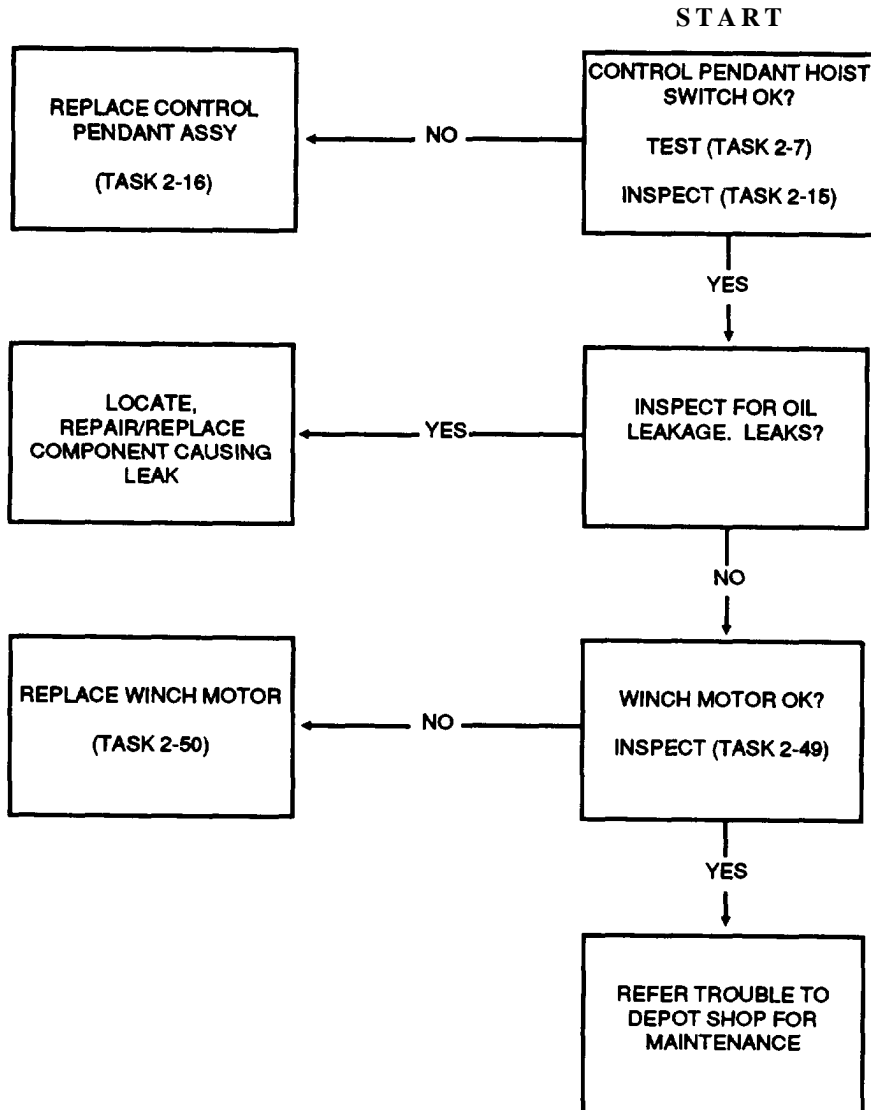 START
CONTROL PENDANT HOIST
SWITCH OK?
TEST (TASK 2-7)
INSPECT (TASK 2-15)
NO
REPLACE CONTROL
PENDANT ASSY
(TASK 2-16)
YES
INSPECT FOR OIL
LEAKAGE. LEAKS?
YES
LOCATE,
REPAIR/REPLACE
COMPONENT CAUSING
LEAK
NO
WINCH MOTOR OK?
INSPECT (TASK 2-49)
NO
REPLACE WINCH MOTOR
(TASK 2-50)
YES
REFER TROUBLE TO
DEPOT SHOP FOR
MAINTENANCE